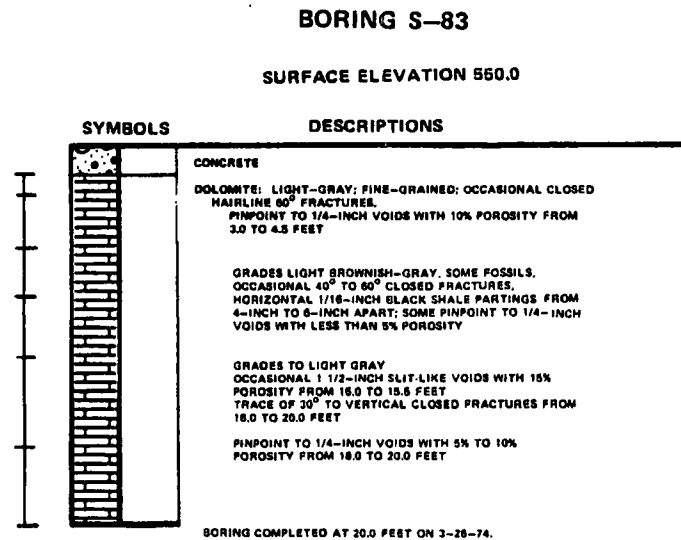 BORING S–83
SURFACE ELEVATION 560.0
SYMBOLS DESCRIPTIONS
CONCRETE
DOLOMITE: LIGHT–GRAY; FINE–GRAINED; OCCASIONAL CLOSED
HAIRLINE 60° FRACTURES.
PINPOINT TO 1/4–INCH VOIDS WITH 10% POROSITY FROM
3.0 TO 4.5 FEET
GRADES LIGHT BROWNISH–GRAY, SOME FOSSILS,
OCCASIONAL 40° TO 60° CLOSED FRACTURES,
HORIZONTAL 1/16–INCH BLACK SHALE PARTINGS FROM
4–INCH TO 6–INCH APART; SOME PINPOINT TO 1/4–INCH
VOIDS WITH LESS THAN 5% POROSITY
GRADES TO LIGHT GRAY
OCCASIONAL 1 1/2–INCH SLIT–LIKE VOIDS WITH 15%
POROSITY FROM 15.0 TO 15.5 FEET
TRACE OF 30° TO VERTICAL CLOSED FRACTURES FROM
16.0 TO 20.0 FEET
PINPOINT TO 1/4–INCH VOIDS WITH 5% TO 10%
POROSITY FROM 18.0 TO 20.0 FEET
BORING COMPLETED AT 20.0 FEET ON 3–26–74.